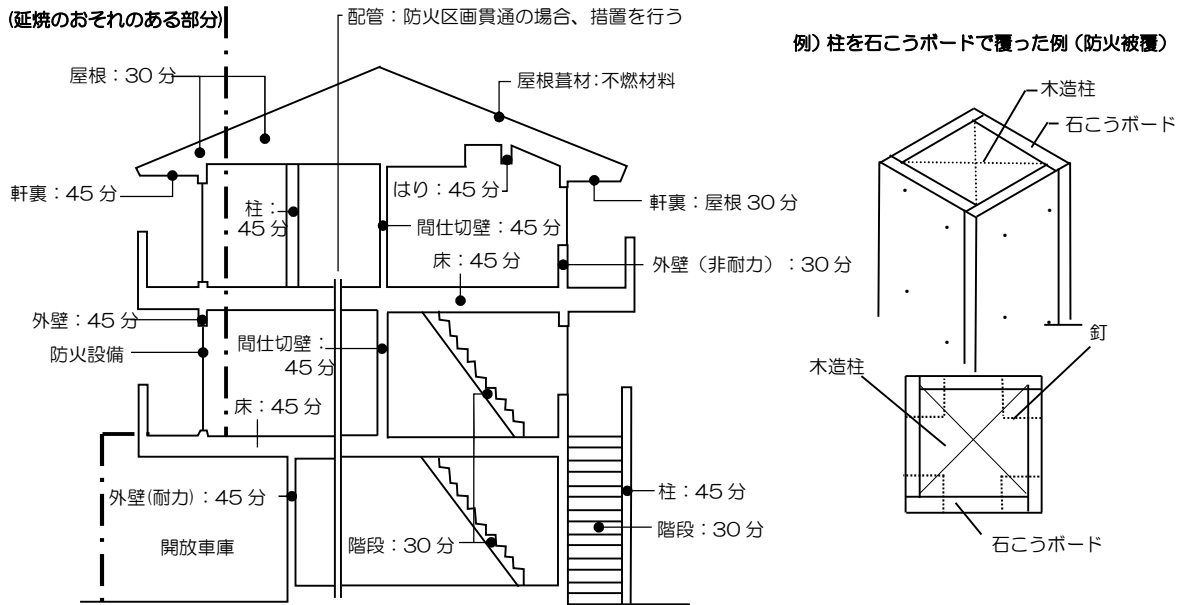 (延焼のおそれのある部分)
配管：防火区画貫通の場合、措置を行う
屋根：30分
屋根葺材：不燃材料
軒裏：45分
柱：
45分
はり：45分
間仕切壁：45分
軒裏：屋根30分
床：45分
外壁（非耐力）：30分
外壁：45分
防火設備
間仕切壁：
45分
床：45分
外壁(耐力)：45分
柱：45分
階段：30分
階段：30分
開放車庫
例）柱を石こうボードで覆った例（防火被覆）
木造柱
石こうボード
釘
木造柱
石こうボード